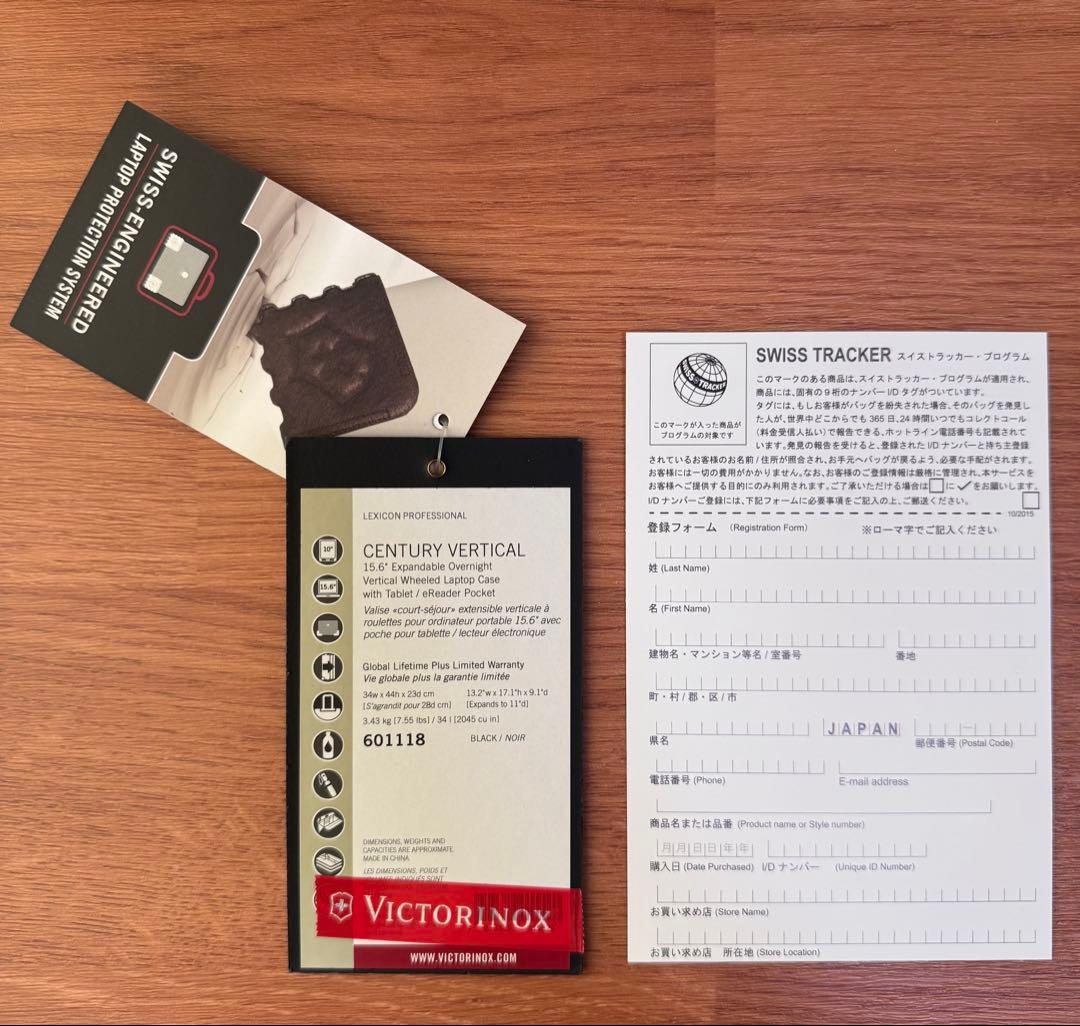 SWISS-ENGINEERED
LAPTOP PROTECTION SYSTEM
LEXICON PROFESSIONAL
10"
15.6"
CENTURY VERTICAL
15.6" Expandable Overnight
Vertical Wheeled Laptop Case
with Tablet / eReader Pocket
Valise «court-séjour» extensible verticale à
roulettes pour ordinateur portable 15.6" avec
poche pour tablette / lecteur électronique
Global Lifetime Plus Limited Warranty
Vie globale plus la garantie limitée
34w x 44h x 23d cm 13.2"w x 17.1"h x 9.1"d
[S'agrandit pour 28d cm] [Expands to 11"d]
3.43 kg [7.55 lbs] / 34 l [2045 cu in]
601118 BLACK / NOIR
DIMENSIONS, WEIGHTS AND
CAPACITIES ARE APPROXIMATE.
MADE IN CHINA.
LES DIMENSIONS, POIDS ET
VOLUMES INDIQUÉS SONT
VICTORINOX
WWW.VICTORINOX.COM
SWISS TRACKER
このマークが入った商品が
プログラムの対象です
SWISS TRACKER スイストラッカー・プログラム
このマークのある商品は、スイストラッカー・プログラムが適用され、
商品には、固有の9桁のナンバーI/Dタグがついています。
タグには、もしお客様がバッグを紛失された場合、そのバッグを発見し
た人が、世界中どこからでも365日、24時間いつでもコレクトコール
(料金受信人払い)で報告できる、ホットライン電話番号も記載されて
います。発見の報告を受けると、登録されたI/Dナンバーと持ち主登録
されているお客様のお名前/住所が照合され、お手元へバッグが戻るよう、必要な手配がされます。
お客様には一切の費用がかかりません。なお、お客様のご登録情報は厳格に管理され、本サービスを
お客様へご提供する目的にのみ利用されます。ご了承いただける場合は□に✓をお願いします。
I/Dナンバーご登録には、下記フォームに必要事項をご記入の上、ご郵送ください。
10/2015
登録フォーム (Registration Form) ※ローマ字でご記入ください
姓 (Last Name)
名 (First Name)
建物名・マンション等名 / 室番号 番地
町・村 / 郡・区 / 市
JAPAN
県名 郵便番号 (Postal Code)
電話番号 (Phone) E-mail address
商品名または品番 (Product name or Style number)
月月日日年年
購入日 (Date Purchased) I/D ナンバー (Unique ID Number)
お買い求め店 (Store Name)
お買い求め店 所在地 (Store Location)